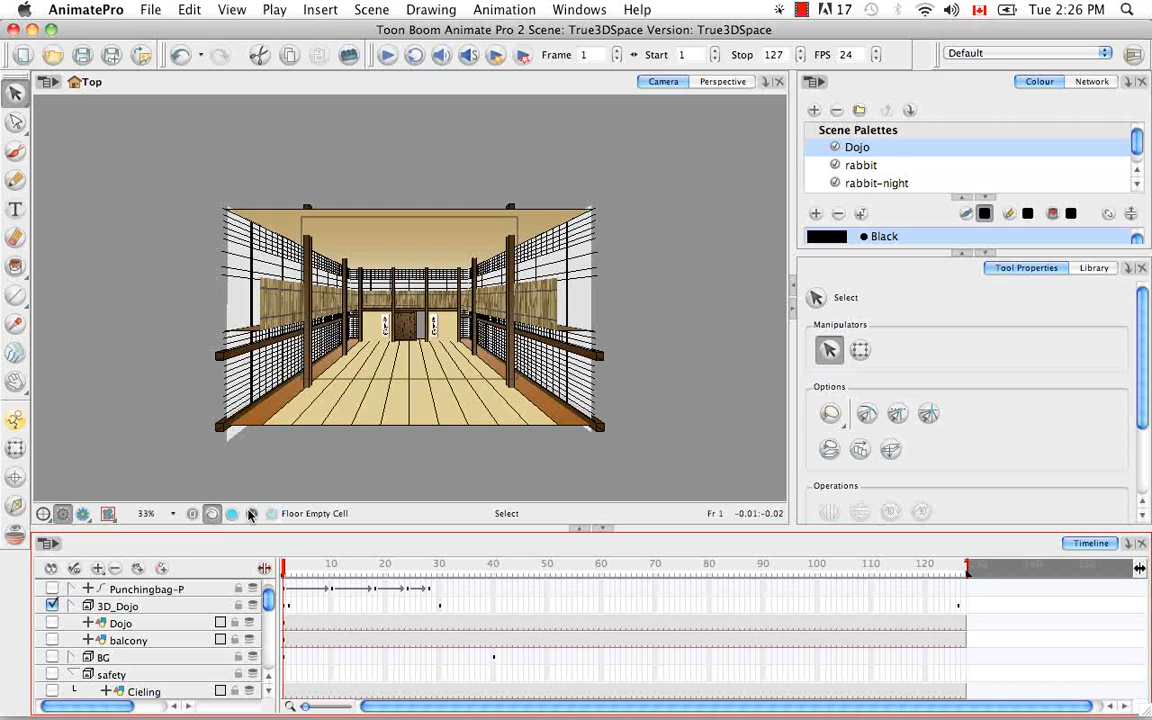 AnimatePro File Edit View Play Insert Scene Drawing Animation Windows Help 17 Tue 2:26 PM
Toon Boom Animate Pro 2 Scene: True3DSpace Version: True3DSpace
Frame 1 Start 1 Stop 127 FPS 24 Default
Top Camera Perspective Colour Network
Scene Palettes
Dojo
rabbit
rabbit-night
Black
Tool Properties Library
Select
Manipulators
Options
Operations
33% Floor Empty Cell Select Fr 1 -0.01:-0.02
Timeline
10 20 30 40 50 60 70 80 90 100 110 120
Punchingbag-P
3D_Dojo
Dojo
balcony
BG
safety
Cieling